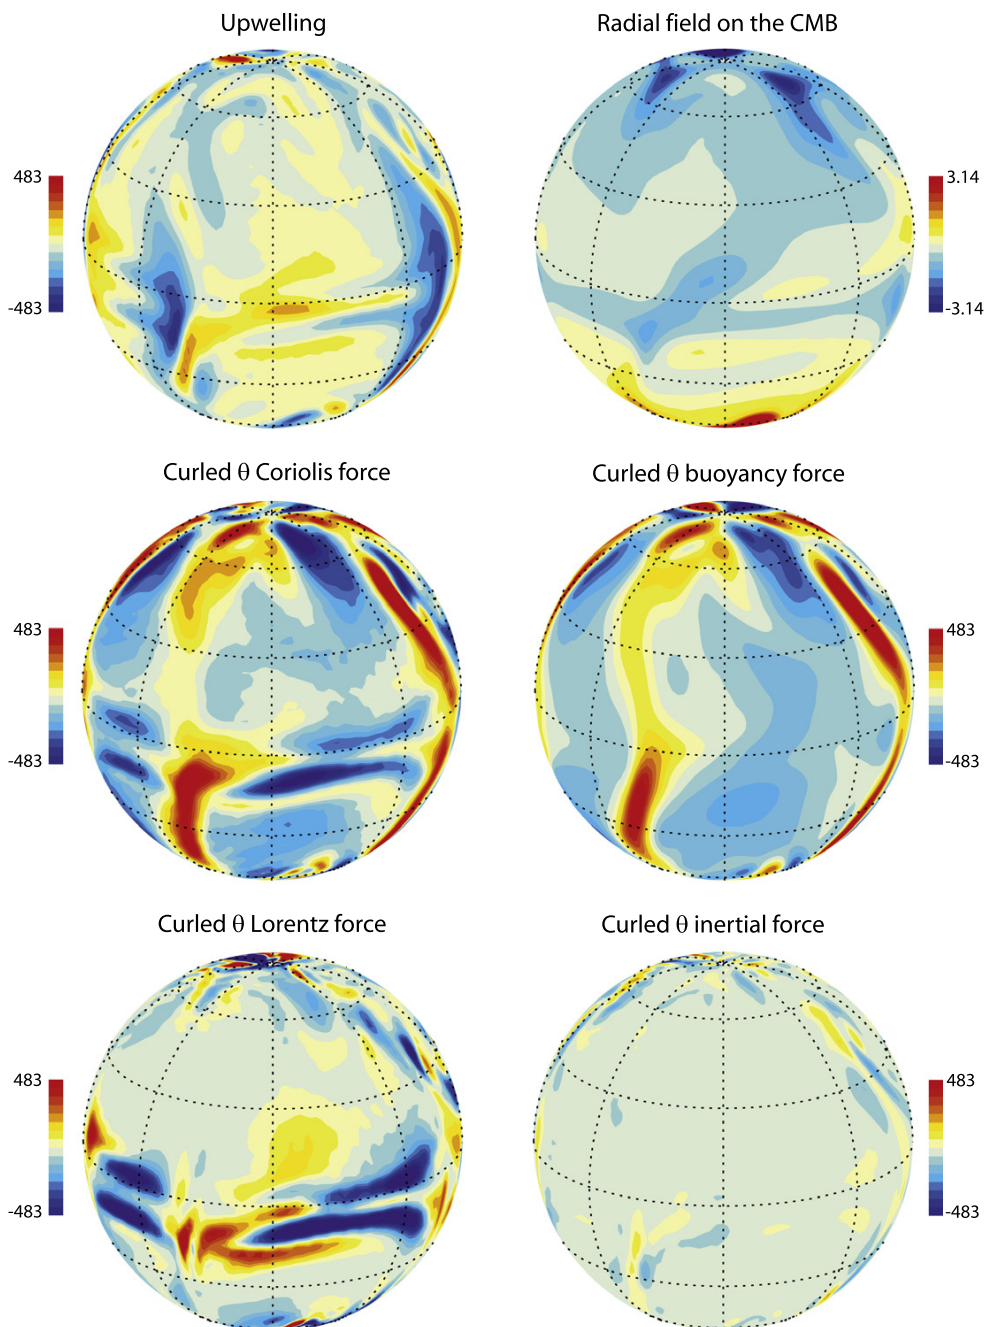 Upwelling
Radial field on the CMB
483
-483
3.14
-3.14
Curled θ Coriolis force
Curled θ buoyancy force
483
-483
483
-483
Curled θ Lorentz force
Curled θ inertial force
483
-483
483
-483